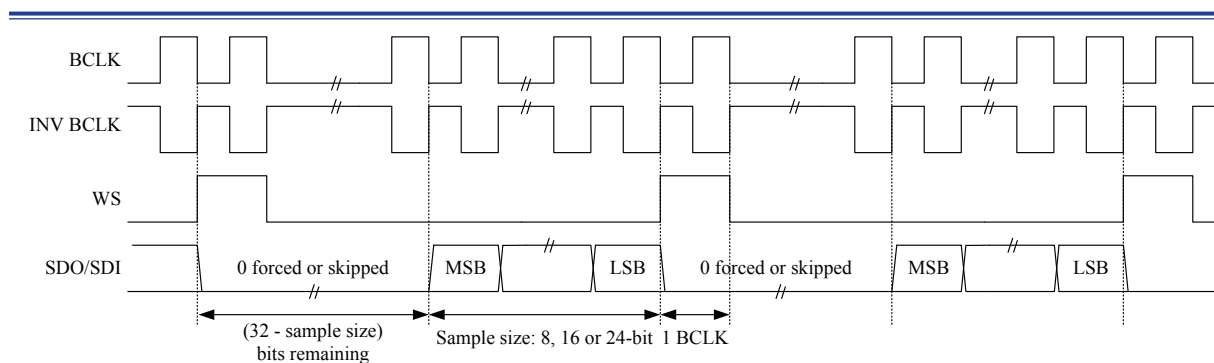 BCLK
INV BCLK
WS
SDO/SDI
0 forced or skipped
MSB
LSB
0 forced or skipped
MSB
LSB
(32 - sample size)
bits remaining
Sample size: 8, 16 or 24-bit
1 BCLK